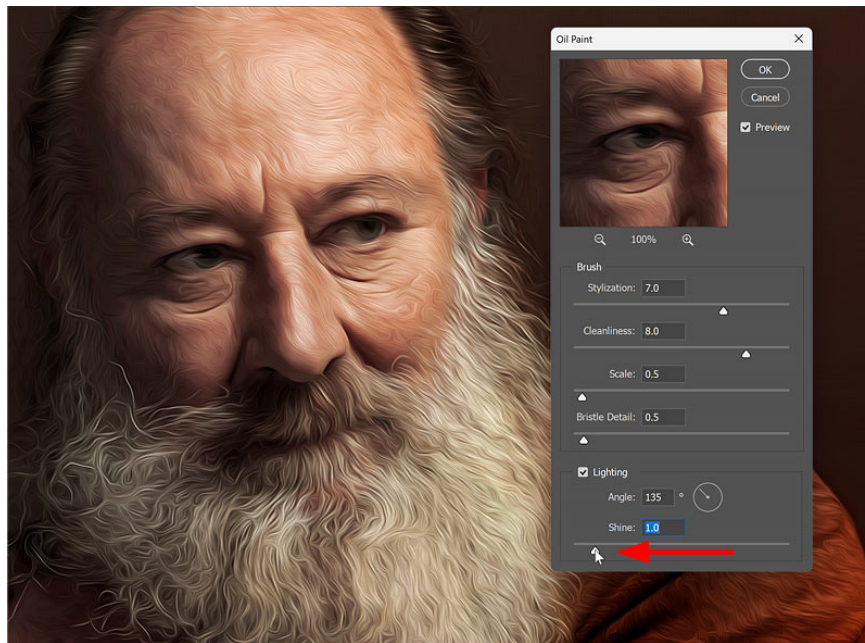 Oil Paint
OK
Cancel
Preview
100%
Brush
Stylization: 7.0
Cleanliness: 8.0
Scale: 0.5
Bristle Detail: 0.5
Lighting
Angle: 135 °
Shine: 1.0